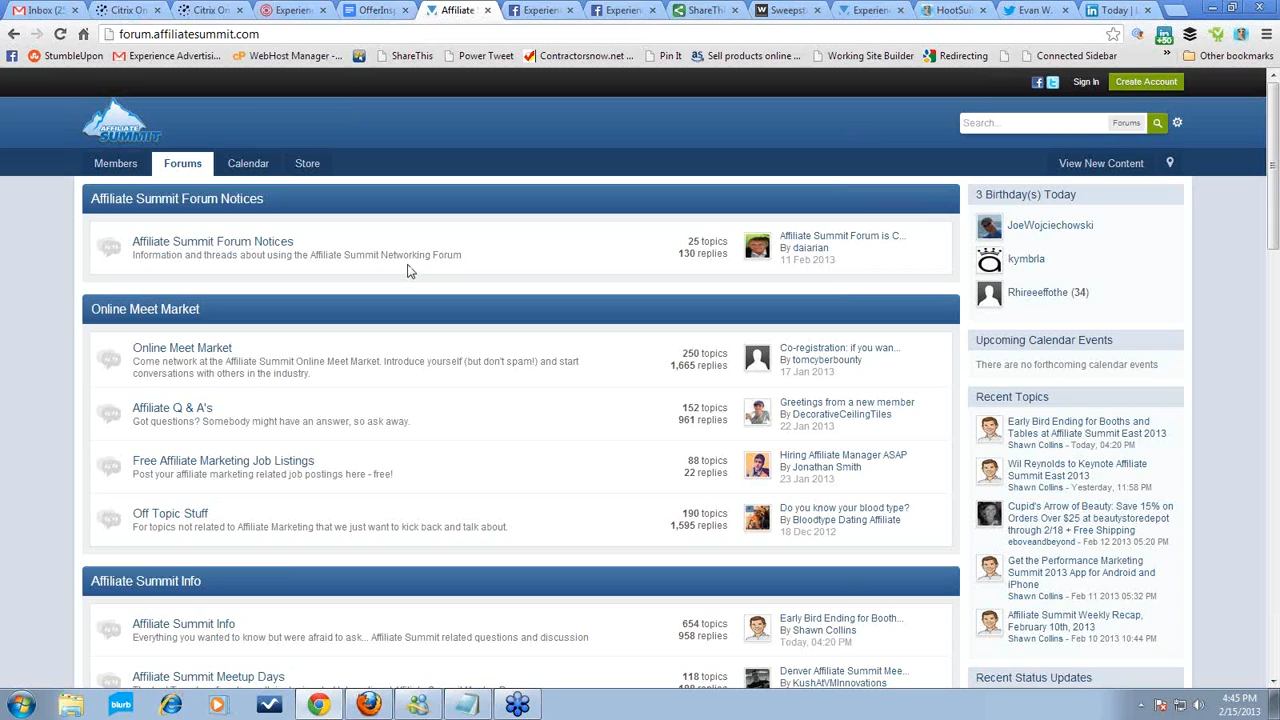 Inbox (25
Citrix On
Citrix On
Experienc
OfferInsp
Affiliate
Experienc
Experienc
ShareThi
Sweepsta
Experienc
HootSuit
Evan W.
Today | L
forum.affiliatesummit.com
StumbleUpon
Experience Advertisi...
WebHost Manager -...
ShareThis
Power Tweet
Contractorsnow.net ...
Pin It
Sell products online ...
Working Site Builder
Redirecting
Connected Sidebar
»
Other bookmarks
Sign In
Create Account
AFFILIATE
SUMMIT
Search...
Forums
Members
Forums
Calendar
Store
View New Content
Affiliate Summit Forum Notices
Affiliate Summit Forum Notices
Information and threads about using the Affiliate Summit Networking Forum
25 topics
130 replies
Affiliate Summit Forum is C...
By daiarian
11 Feb 2013
Online Meet Market
Online Meet Market
Come network at the Affiliate Summit Online Meet Market. Introduce yourself (but don't spam!) and start
conversations with others in the industry.
250 topics
1,665 replies
Co-registration: if you wan...
By tomcyberbounty
17 Jan 2013
Affiliate Q & A's
Got questions? Somebody might have an answer, so ask away.
152 topics
961 replies
Greetings from a new member
By DecorativeCeilingTiles
22 Jan 2013
Free Affiliate Marketing Job Listings
Post your affiliate marketing related job postings here - free!
88 topics
22 replies
Hiring Affiliate Manager ASAP
By Jonathan Smith
23 Jan 2013
Off Topic Stuff
For topics not related to Affiliate Marketing that we just want to kick back and talk about.
190 topics
1,595 replies
Do you know your blood type?
By Bloodtype Dating Affiliate
18 Dec 2012
Affiliate Summit Info
Affiliate Summit Info
Everything you wanted to know but were afraid to ask... Affiliate Summit related questions and discussion
654 topics
958 replies
Early Bird Ending for Booth...
By Shawn Collins
Today, 04:20 PM
Affiliate Summit Meetup Days
118 topics
Denver Affiliate Summit Mee...
By KushAtVMInnovations
3 Birthday(s) Today
JoeWojciechowski
kymbrla
Rhireeeffothe (34)
Upcoming Calendar Events
There are no forthcoming calendar events
Recent Topics
Early Bird Ending for Booths and
Tables at Affiliate Summit East 2013
Shawn Collins - Today, 04:20 PM
Wil Reynolds to Keynote Affiliate
Summit East 2013
Shawn Collins - Yesterday, 11:58 PM
Cupid's Arrow of Beauty: Save 15% on
Orders Over $25 at beautystoredepot
through 2/18 + Free Shipping
eboveandbeyond - Feb 12 2013 05:20 PM
Get the Performance Marketing
Summit 2013 App for Android and
iPhone
Shawn Collins - Feb 11 2013 05:32 PM
Affiliate Summit Weekly Recap,
February 10th, 2013
Shawn Collins - Feb 10 2013 10:44 PM
Recent Status Updates
blurb
4:45 PM
2/15/2013